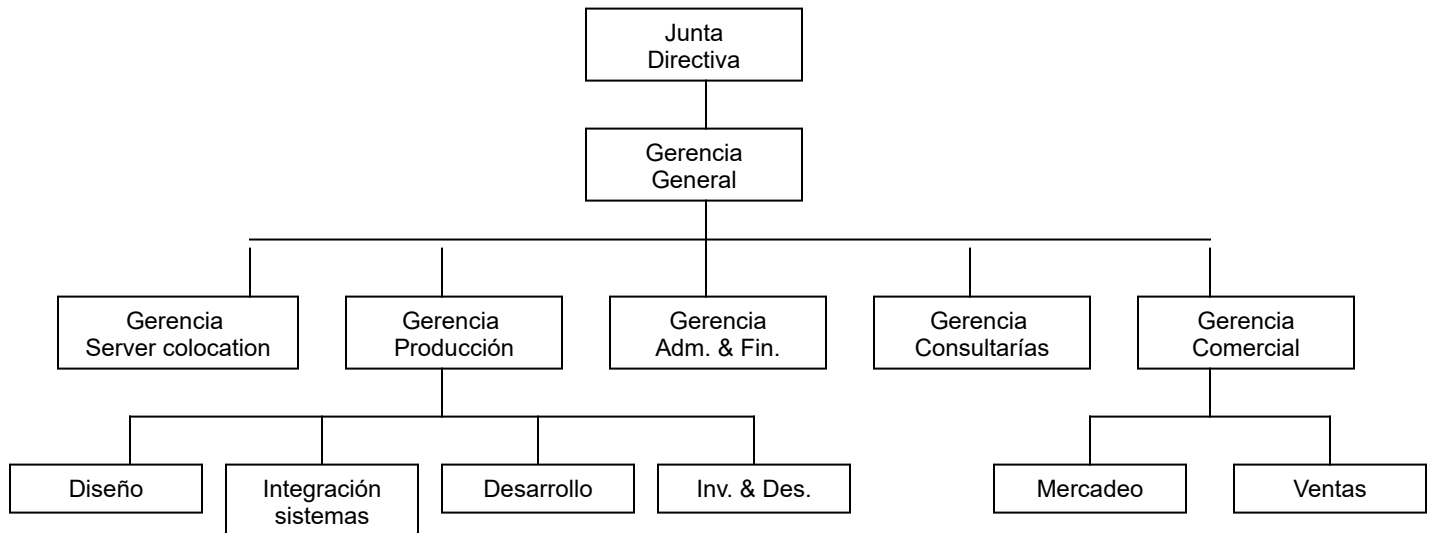 Junta
Directiva
Gerencia
General
Gerencia
Server colocation
Gerencia
Producción
Gerencia
Adm. & Fin.
Gerencia
Consultarías
Gerencia
Comercial
Diseño
Integración
sistemas
Desarrollo
Inv. & Des.
Mercadeo
Ventas